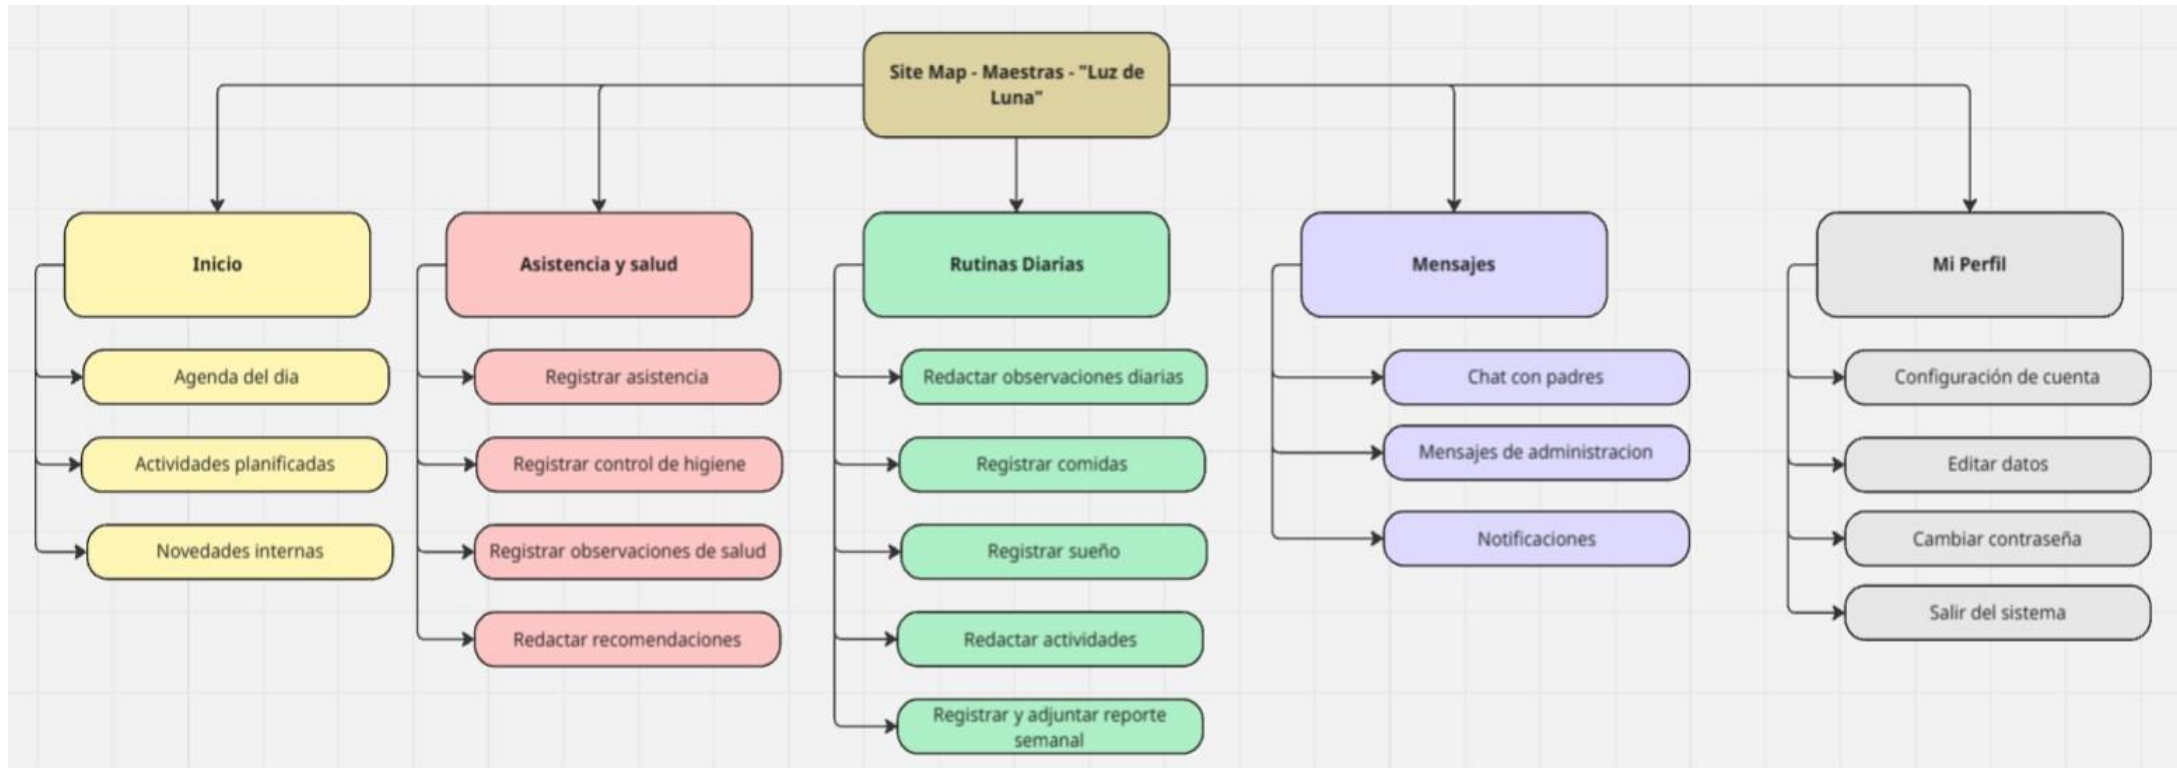 Site Map - Maestras - "Luz de
Luna"
Inicio
Agenda del dia
Actividades planificadas
Novedades internas
Asistencia y salud
Registrar asistencia
Registrar control de higiene
Registrar observaciones de salud
Redactar recomendaciones
Rutinas Diarias
Redactar observaciones diarias
Registrar comidas
Registrar sueño
Redactar actividades
Registrar y adjuntar reporte
semanal
Mensajes
Chat con padres
Mensajes de administracion
Notificaciones
Mi Perfil
Configuración de cuenta
Editar datos
Cambiar contraseña
Salir del sistema